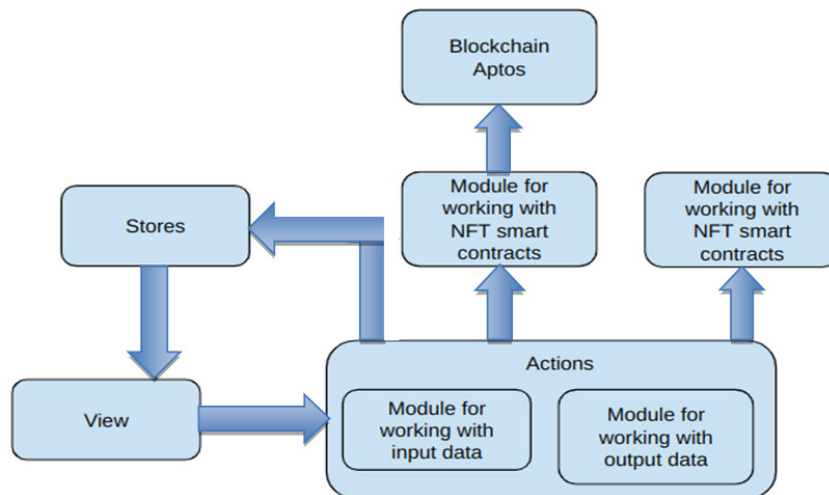 Blockchain
Aptos
Module for
working with
NFT smart
contracts
Module for
working with
NFT smart
contracts
Stores
Actions
View
Module for
working with
input data
Module for
working with
output data